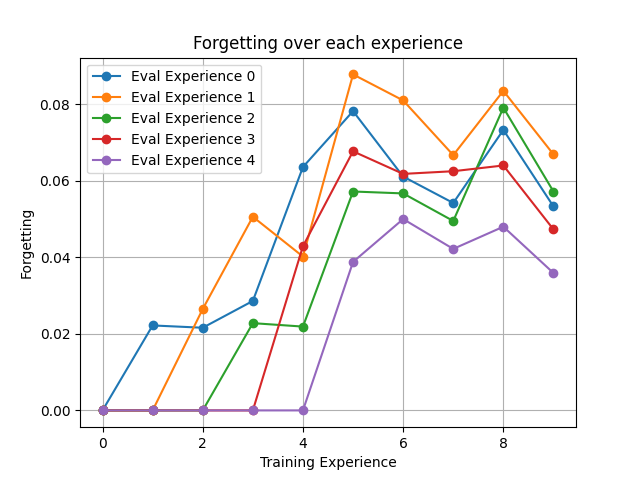 Forgetting over each experience
Eval Experience 0
Eval Experience 1
Eval Experience 2
Eval Experience 3
Eval Experience 4
0.08
0.06
0.04
0.02
0.00
Forgetting
0 2 4 6 8
Training Experience